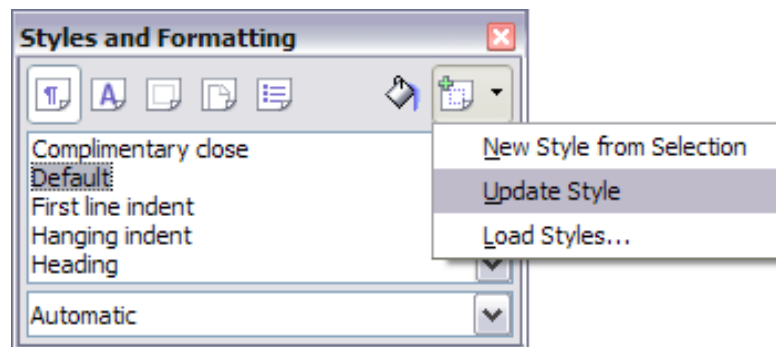 Styles and Formatting
Complimentary close
Default
First line indent
Hanging indent
Heading
Automatic
New Style from Selection
Update Style
Load Styles...